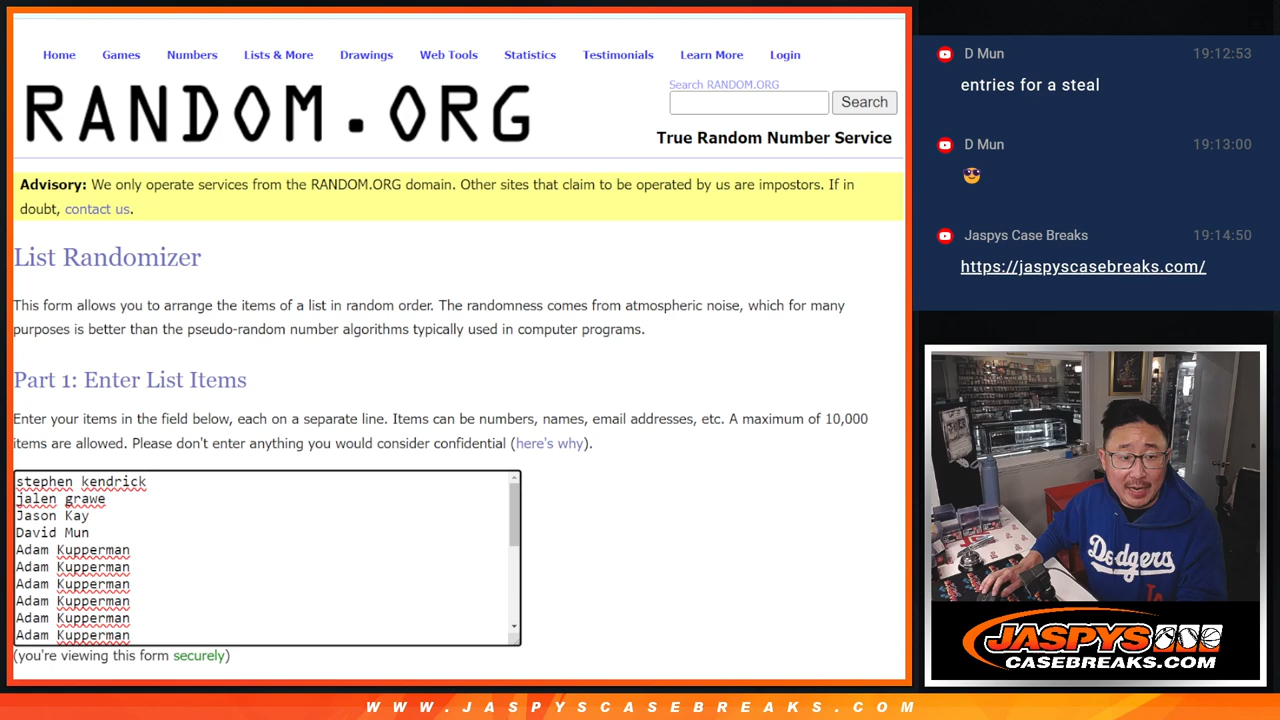 Home Games Numbers Lists & More Drawings Web Tools Statistics Testimonials Learn More Login
RANDOM.ORG
Search RANDOM.ORG
Search
True Random Number Service
Advisory: We only operate services from the RANDOM.ORG domain. Other sites that claim to be operated by us are impostors. If in
doubt, contact us.
List Randomizer
This form allows you to arrange the items of a list in random order. The randomness comes from atmospheric noise, which for many
purposes is better than the pseudo-random number algorithms typically used in computer programs.
Part 1: Enter List Items
Enter your items in the field below, each on a separate line. Items can be numbers, names, email addresses, etc. A maximum of 10,000
items are allowed. Please don't enter anything you would consider confidential (here's why).
stephen kendrick
jalen grawe
Jason Kay
David Mun
Adam Kupperman
Adam Kupperman
Adam Kupperman
Adam Kupperman
Adam Kupperman
Adam Kupperman
(you're viewing this form securely)
D Mun 19:12:53
entries for a steal
D Mun 19:13:00
Jaspys Case Breaks 19:14:50
https://jaspyscasebreaks.com/
Dodgers
JASPYS
CASEBREAKS.COM
WWW.JASPYSCASEBREAKS.COM